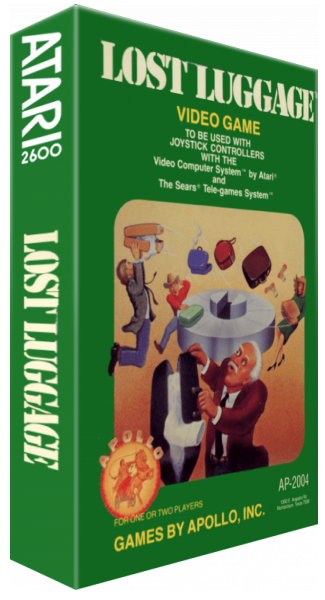 ATARI
2600
LOST LUGGAGE
LOST LUGGAGE
VIDEO GAME
TO BE USED WITH
JOYSTICK CONTROLLERS
WITH THE
Video Computer System™ by Atari®
and
The Sears® Tele-games System™
APOLLO
AP-2004
FOR ONE OR TWO PLAYERS
GAMES BY APOLLO, INC.